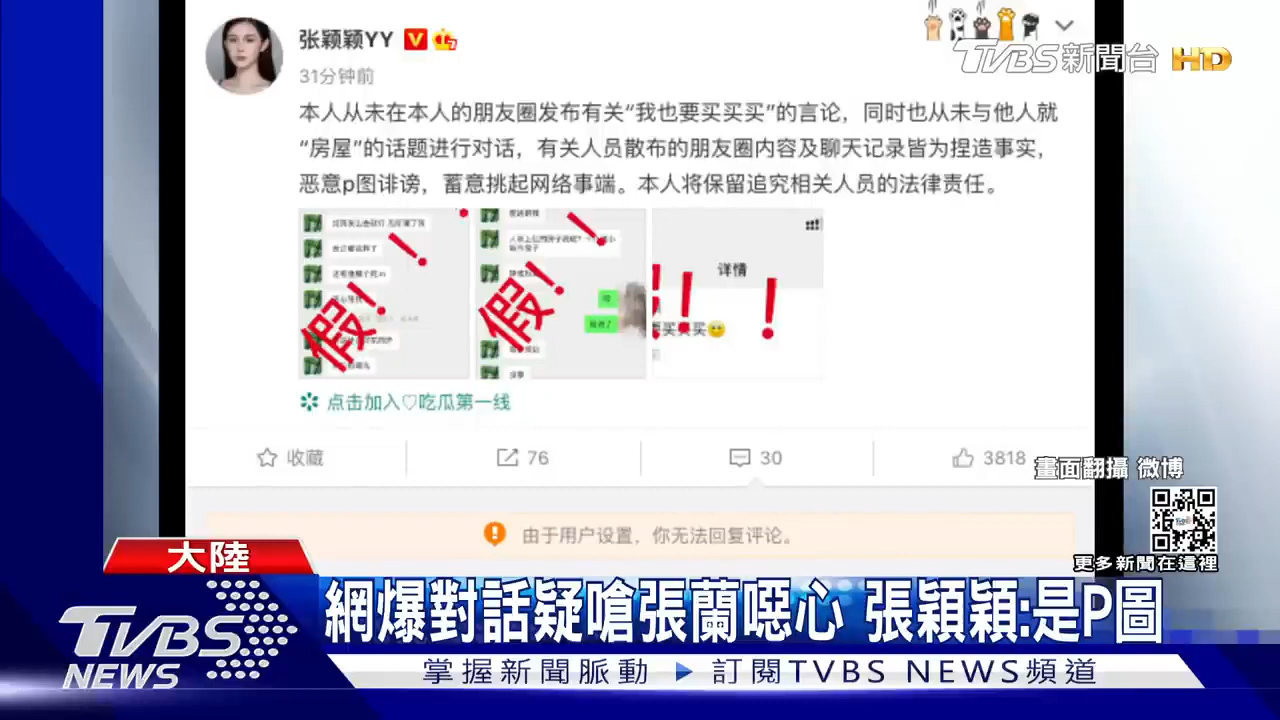 张颖颖YY
31分钟前
TVBS新聞台 HD
本人从未在本人的朋友圈发布有关“我也要买买买”的言论，同时也从未与他人就
“房屋”的话题进行对话，有关人员散布的朋友圈内容及聊天记录皆为捏造事实，
恶意p图诽谤，蓄意挑起网络事端。本人将保留追究相关人员的法律责任。
假！！
假！！
详情
！！！
点击加入♡吃瓜第一线
收藏
76
30
3818
畫面翻攝 微博
由于用户设置，你无法回复评论。
更多新聞在這裡
大陸
網爆對話疑嗆張蘭噁心 張穎穎:是P圖
TVBS
NEWS
掌握新聞脈動 ▶ 訂閱TVBS NEWS頻道